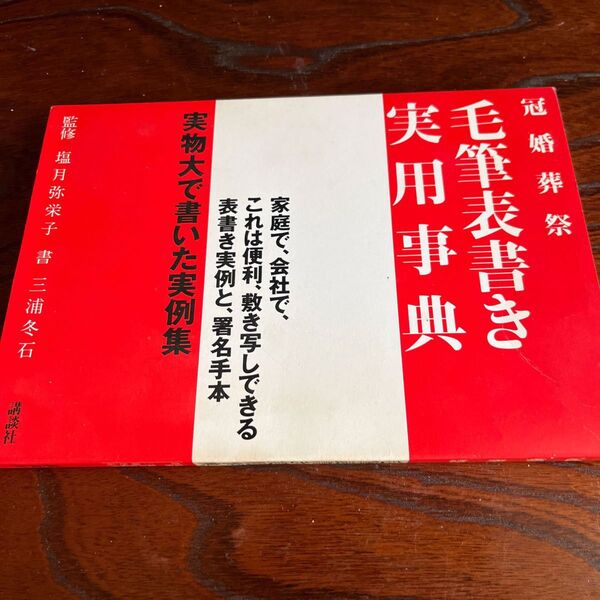 冠婚葬祭
毛筆表書き
実用事典
家庭で、会社で、
これは便利、敷き写しできる
表書き実例と、署名手本
実物大で書いた実例集
監修 塩月弥栄子 書 三浦冬石
講談社